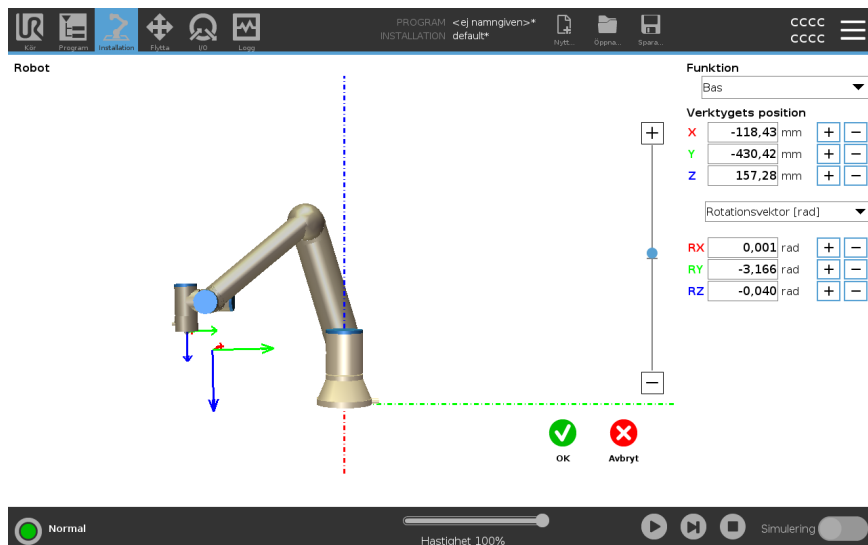 UR
Kör
Program
Installation
Flytta
I/O
Logg
PROGRAM <ej namngiven>*
INSTALLATION default*
Nytt...
Öppna...
Spara...
CCCC
CCCC
Robot
Funktion
Bas
Verktygets position
X -118,43 mm + −
Y -430,42 mm + −
Z 157,28 mm + −
Rotationsvektor [rad]
RX 0,001 rad + −
RY -3,166 rad + −
RZ -0,040 rad + −
+
−
OK
Avbryt
Normal
Hastighet 100%
Simulering